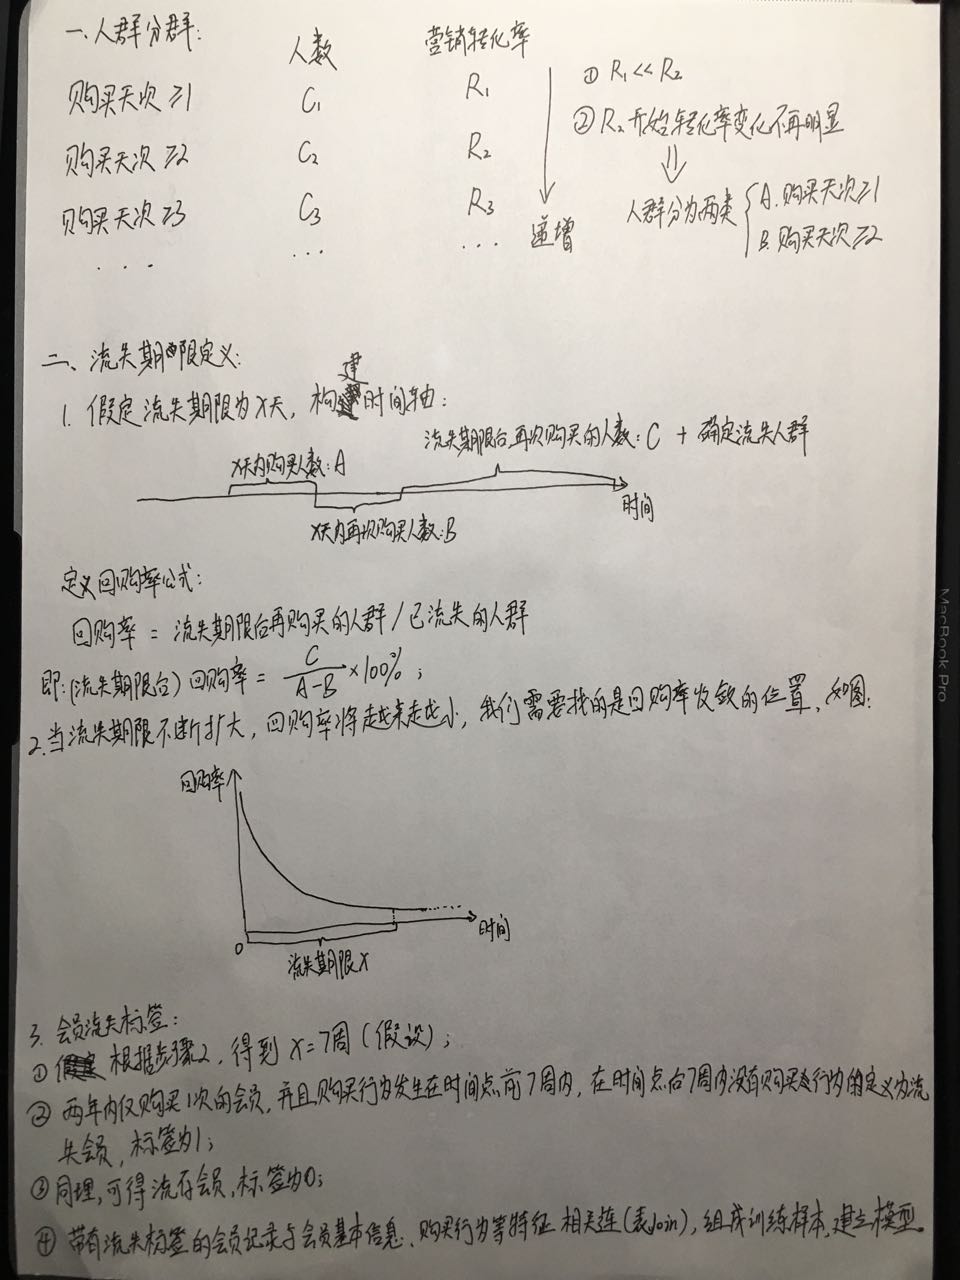 一.人群分群:
人数 营销转化率
购买天次≥1 C₁ R₁
购买天次≥2 C₂ R₂
购买天次≥3 C₃ R₃
... ... ...
递增
① R₁<<R₂
② R₂开始转化率变化不再明显
⇓
人群分为两类{
A.购买天次≥1
B.购买天次≥2
二、流失期限定义:
1. 假定流失期限为X天, 构建时间轴:
流失期限后再次购买的人数:C + 确定流失人群
X天内购买人数:A
时间
X天内再次购买人数:B
定义回购率公式:
回购率 = 流失期限后再购买的人群/已流失的人群
即:(流失期限后) 回购率 = C/(A-B) ×100%;
2.当流失期限不断扩大, 回购率将越来越小, 我们需要找的是回购率收敛的位置, 如图:
回购率
时间
0
流失期限X
3. 会员流失标签:
① 根据步骤2, 得到 X=7周 (假设);
② 两年内仅购买1次的会员, 并且购买行为发生在时间点前7周内, 在时间点后7周内没有购买行为的定义为流
失会员, 标签为1;
③ 同理,可得流存会员,标签为0;
④ 带有流失标签的会员记录与会员基本信息、购买行为等特征 相关连(表join), 组成训练样本,建立模型.
MacBook Pro